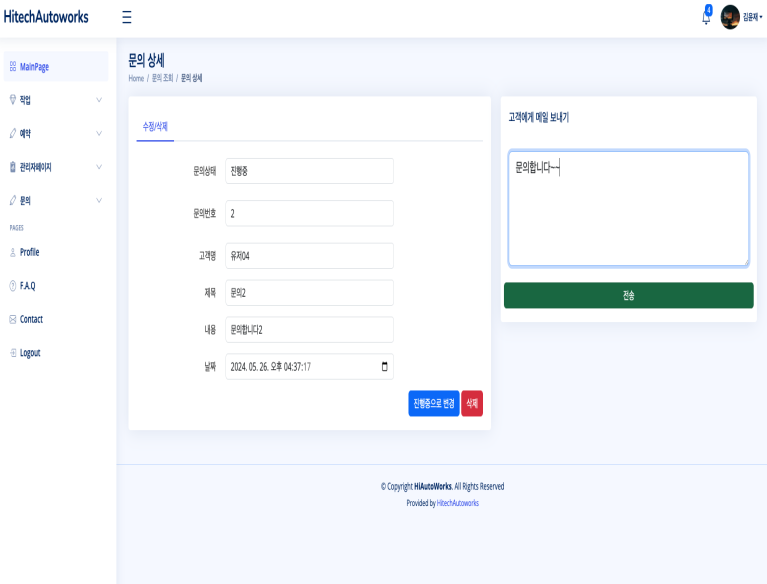 HitechAutoworks
4
김윤재
MainPage
작업
예약
관리자페이지
문의
PAGES
Profile
F.A.Q
Contact
Logout
문의 상세
Home / 문의 조회 / 문의 상세
수정/삭제
문의상태 진행중
문의번호 2
고객명 유저04
제목 문의2
내용 문의합니다2
날짜 2024. 05. 26. 오후 04:37:17
진행중으로 변경 삭제
고객에게 메일 보내기
문의합니다~~
전송
© Copyright HiAutoWorks. All Rights Reserved
Provided by HitechAutoworks